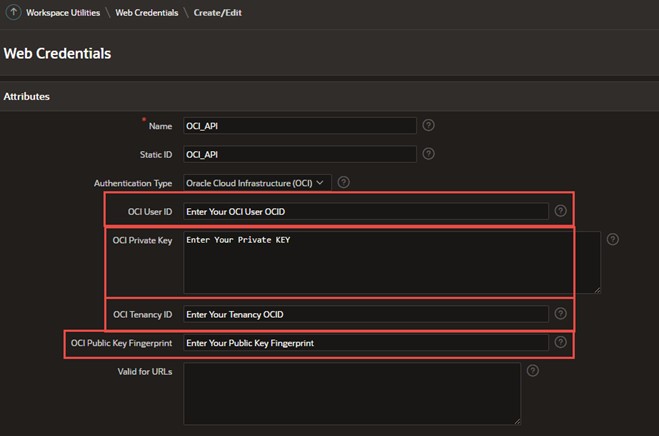 Workspace Utilities \ Web Credentials \ Create/Edit
Web Credentials
Attributes
* Name OCI_API ?
Static ID OCI_API ?
Authentication Type Oracle Cloud Infrastructure (OCI) ?
OCI User ID Enter Your OCI User OCID ?
OCI Private Key Enter Your Private KEY ?
OCI Tenancy ID Enter Your Tenancy OCID ?
OCI Public Key Fingerprint Enter Your Public Key Fingerprint ?
Valid for URLs ?